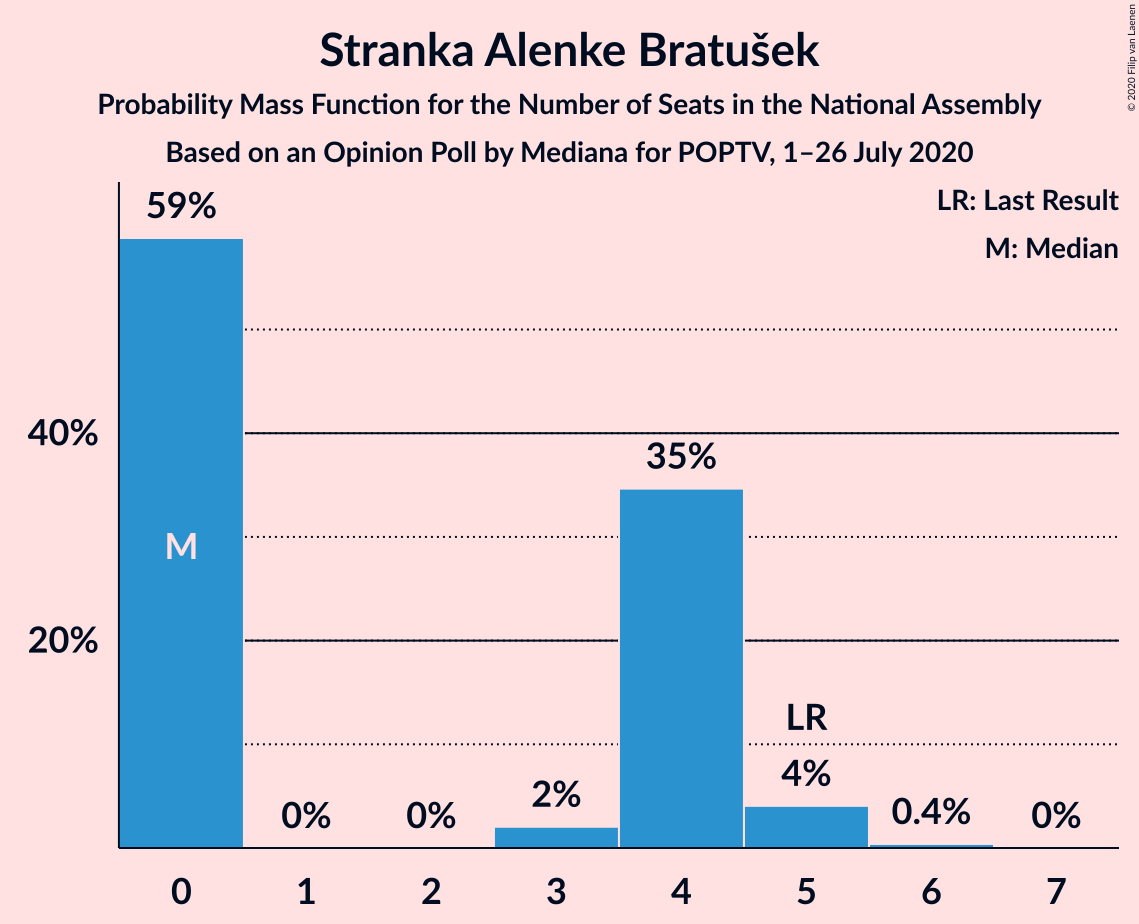 © 2020 Filip van Laenen
Stranka Alenke Bratušek
Probability Mass Function for the Number of Seats in the National Assembly
Based on an Opinion Poll by Mediana for POPTV, 1–26 July 2020
LR: Last Result
M: Median
59%
40%
35%
M
20%
LR
4%
2%
0.4%
0%
0%
0%
0 1 2 3 4 5 6 7